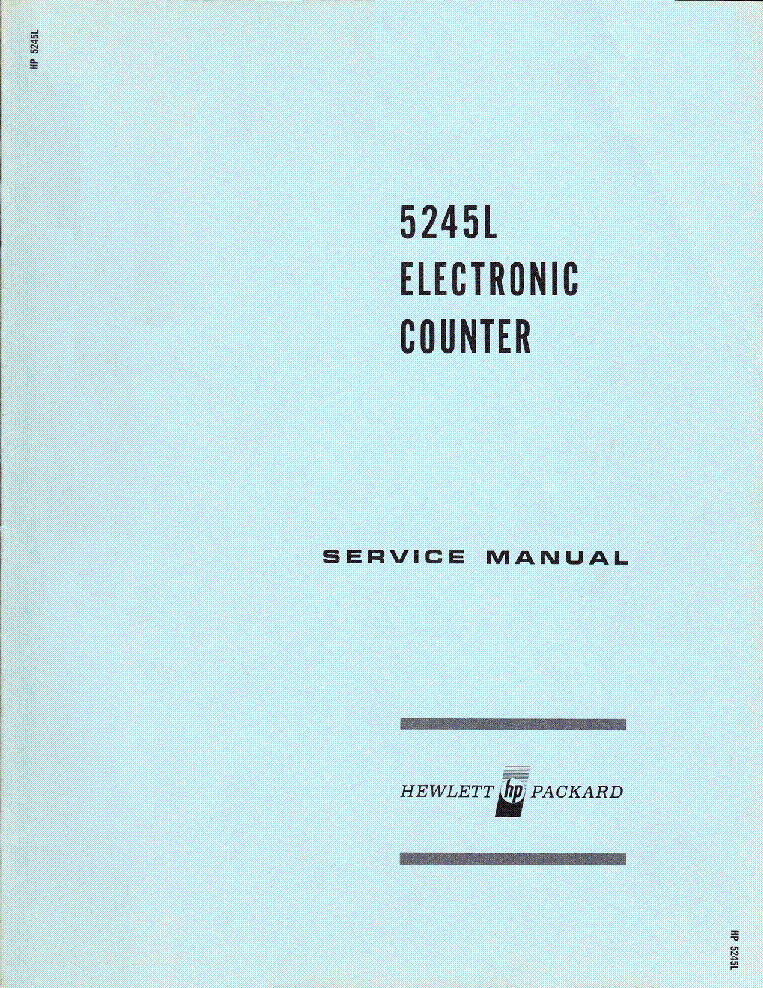 HP 5245L
5245L
ELECTRONIC
COUNTER
SERVICE MANUAL
HEWLETT hp PACKARD
HP 5245L